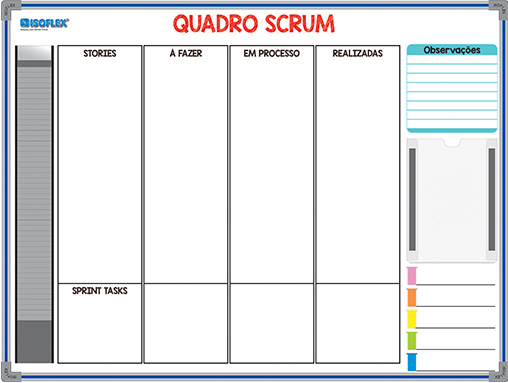 ISOFLEX®
QUADRO SCRUM
STORIES
À FAZER
EM PROCESSO
REALIZADAS
Observações
SPRINT TASKS